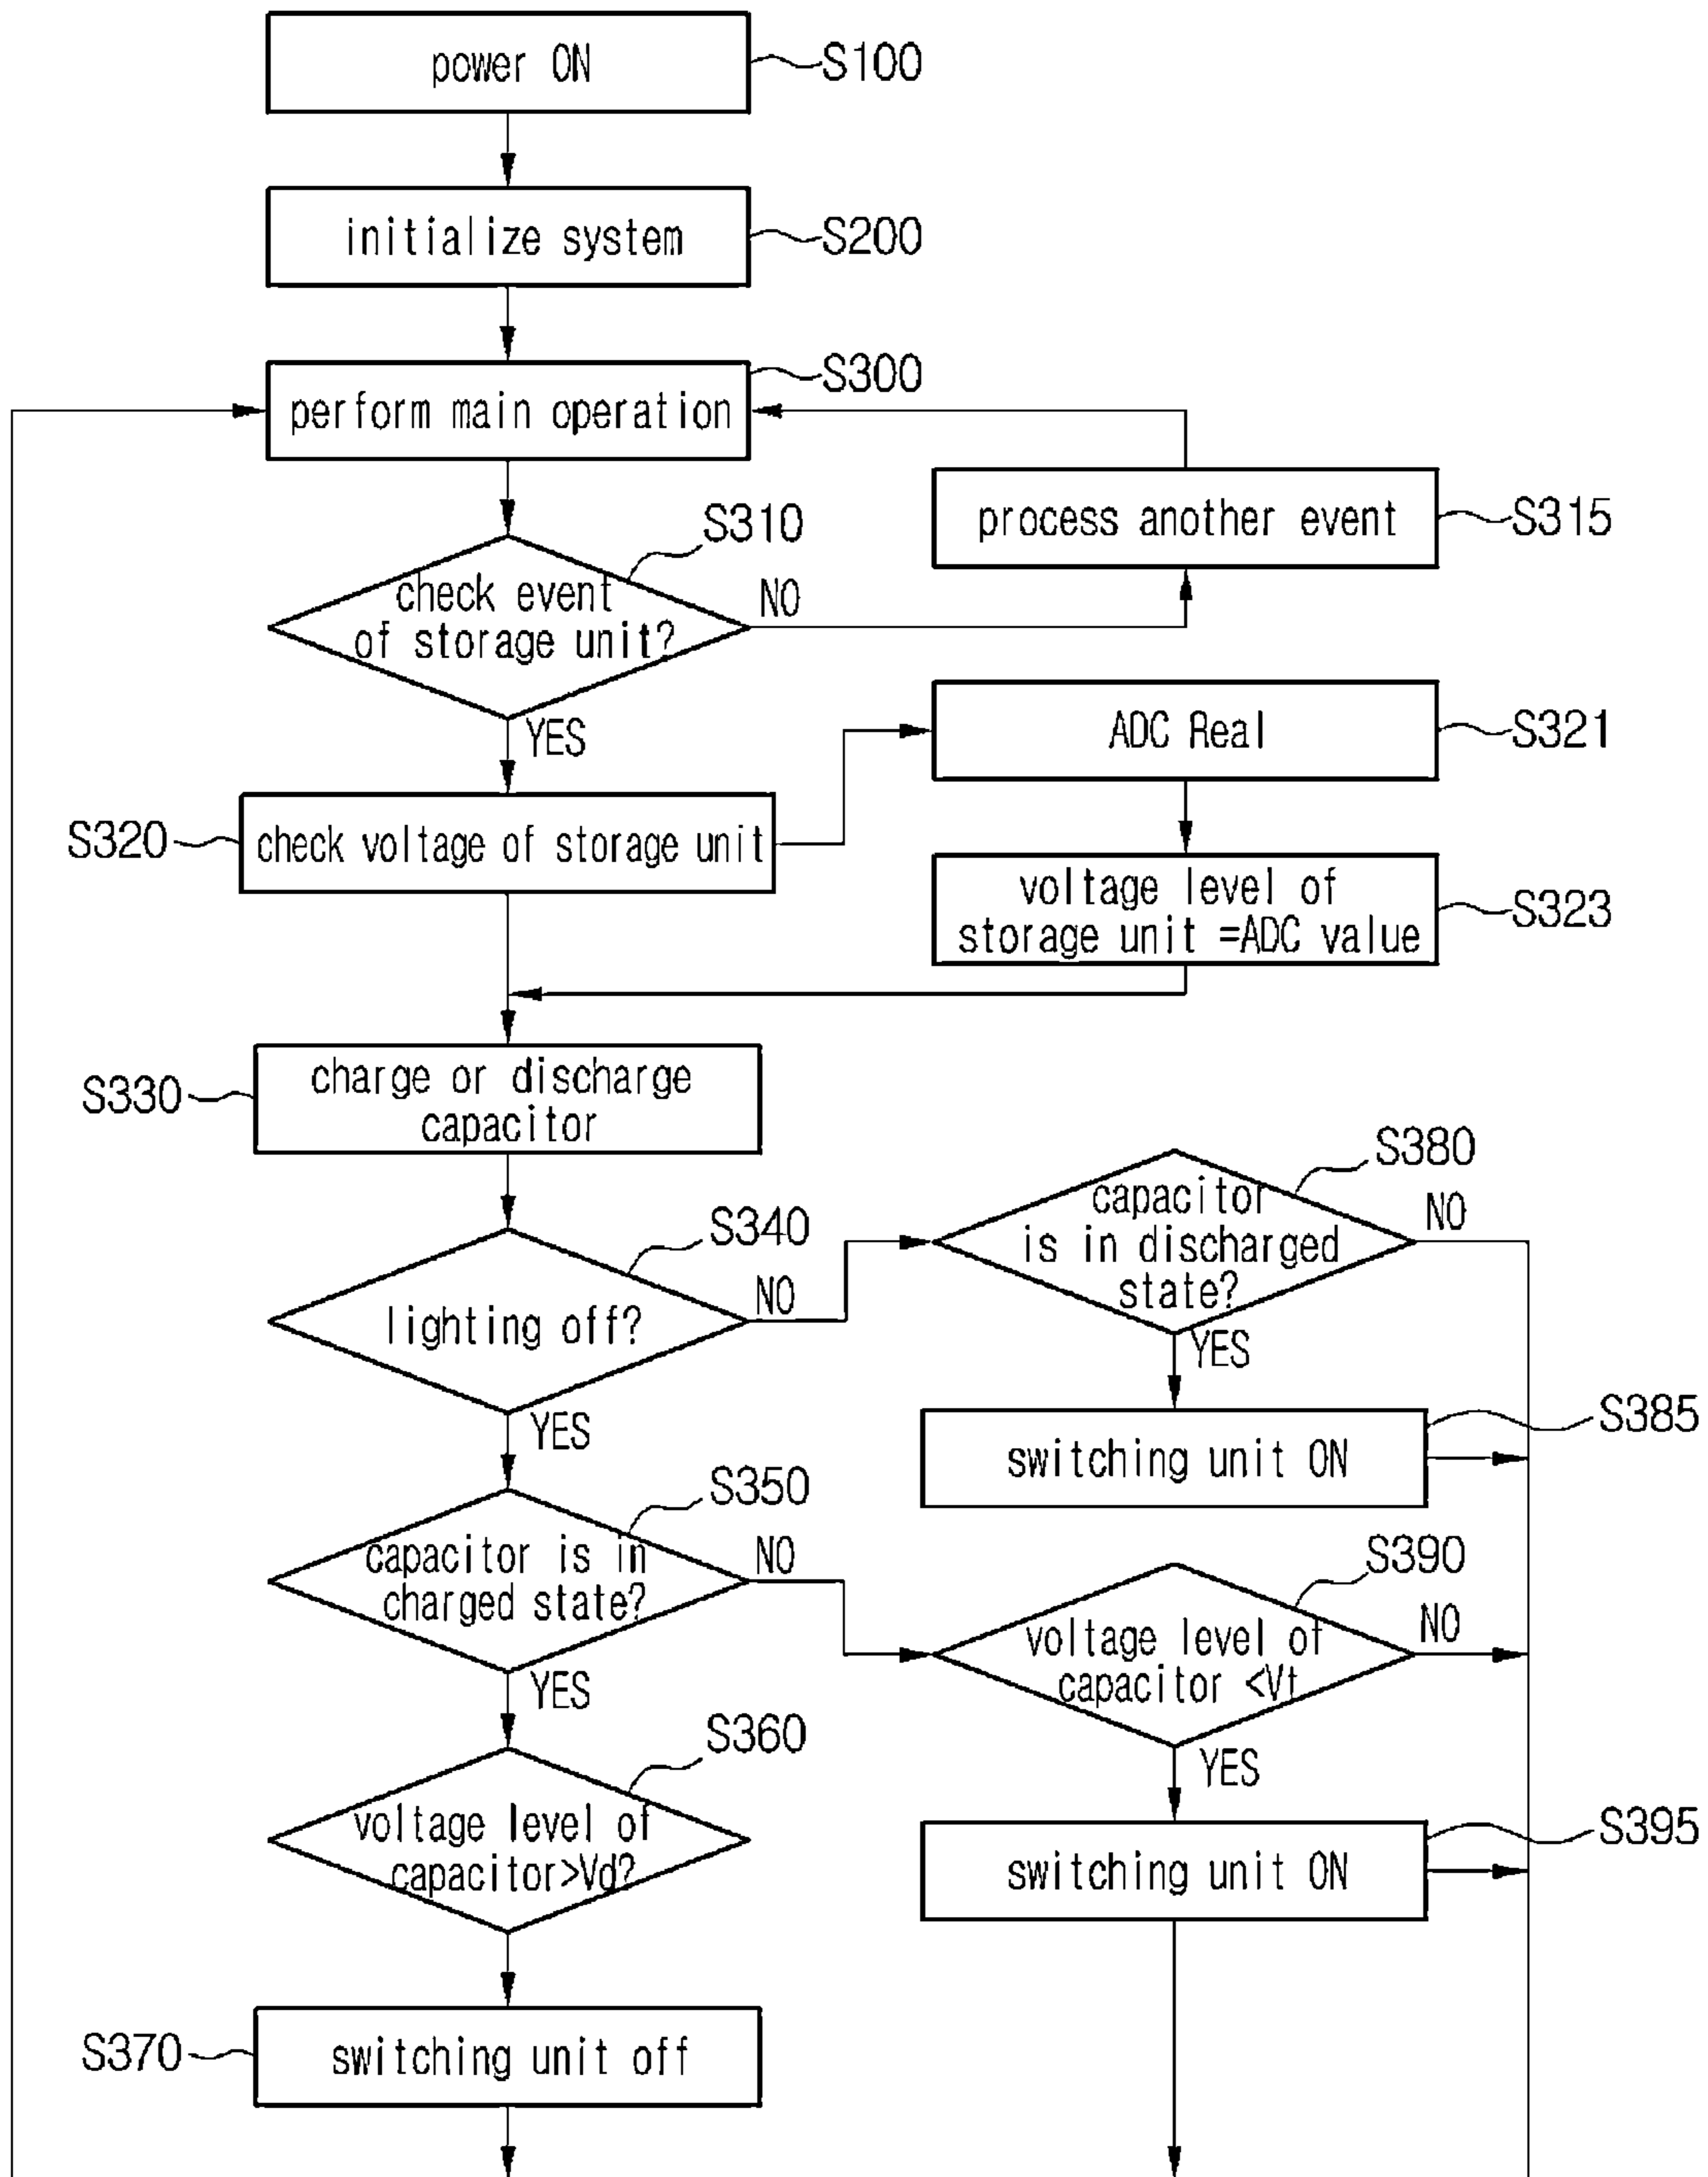 power ON
S100
initialize system
S200
S300
perform main operation
process another event
S315
S310
check event
of storage unit?
NO
YES
ADC Real
S321
S320
check voltage of storage unit
voltage level of
storage unit =ADC value
S323
S330
charge or discharge
capacitor
S380
capacitor
is in discharged
state?
NO
YES
S340
lighting off?
NO
YES
S385
switching unit ON
S350
capacitor is in
charged state?
NO
YES
S390
voltage level of
capacitor <Vt
NO
YES
S360
voltage level of
capacitor>Vd?
S395
switching unit ON
S370
switching unit off